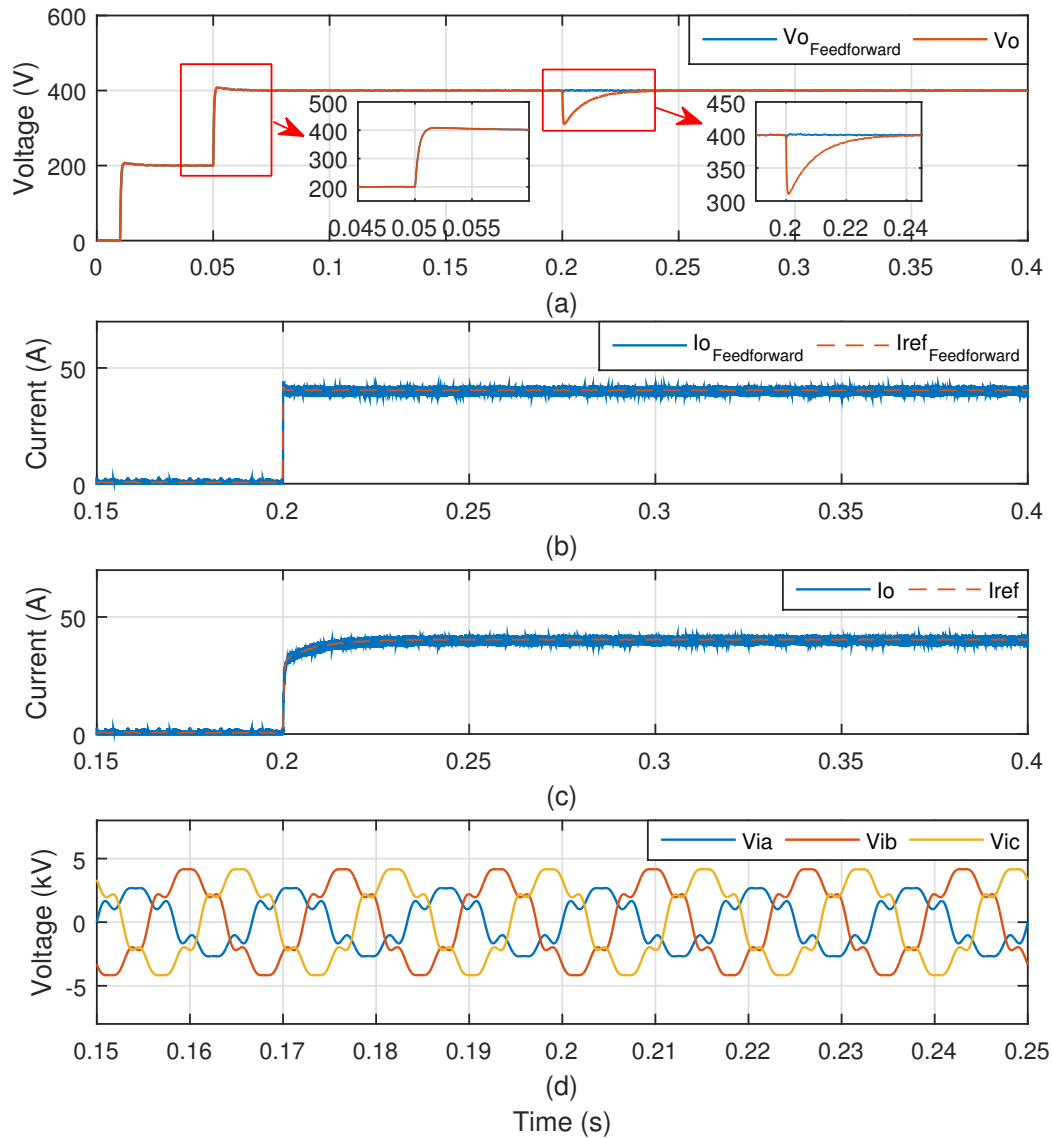 600
400
200
0
Voltage (V)
Vo_Feedforward Vo
500
400
300
200
0.045 0.05 0.055
450
400
350
300
0.2 0.22 0.24
0 0.05 0.1 0.15 0.2 0.25 0.3 0.35 0.4
(a)
50
0
Current (A)
Io_Feedforward Iref_Feedforward
0.15 0.2 0.25 0.3 0.35 0.4
(b)
50
0
Current (A)
Io Iref
0.15 0.2 0.25 0.3 0.35 0.4
(c)
5
0
-5
Voltage (kV)
Via Vib Vic
0.15 0.16 0.17 0.18 0.19 0.2 0.21 0.22 0.23 0.24 0.25
(d)
Time (s)